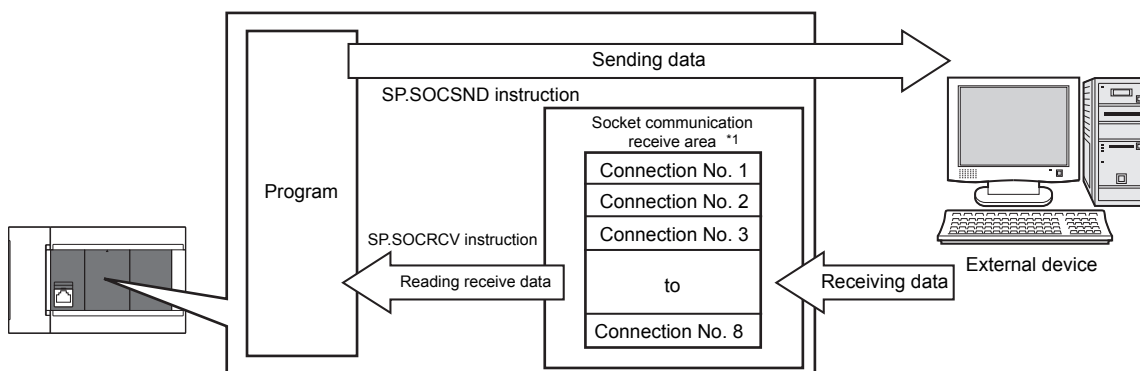 Sending data
SP.SOCSND instruction
Socket communication
receive area *1
Connection No. 1
Connection No. 2
Connection No. 3
to
Connection No. 8
Program
SP.SOCRCV instruction
Reading receive data
Receiving data
External device